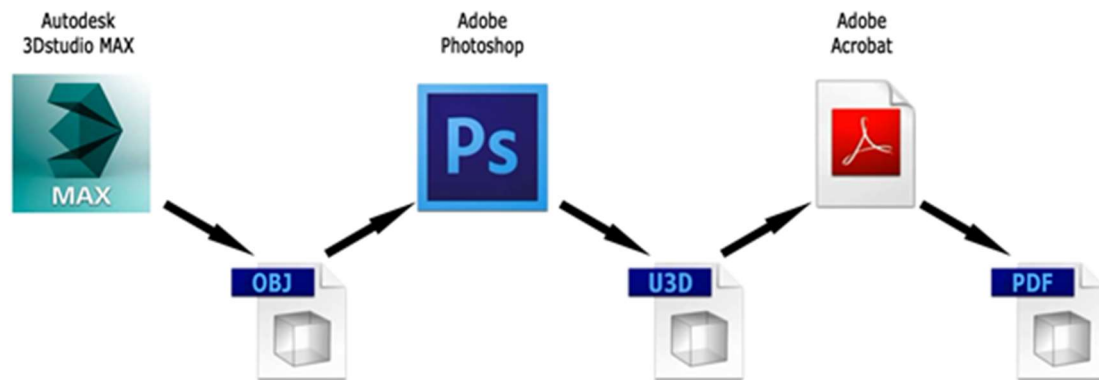 Autodesk
3Dstudio MAX
Adobe
Photoshop
Adobe
Acrobat
MAX
Ps
OBJ
U3D
PDF